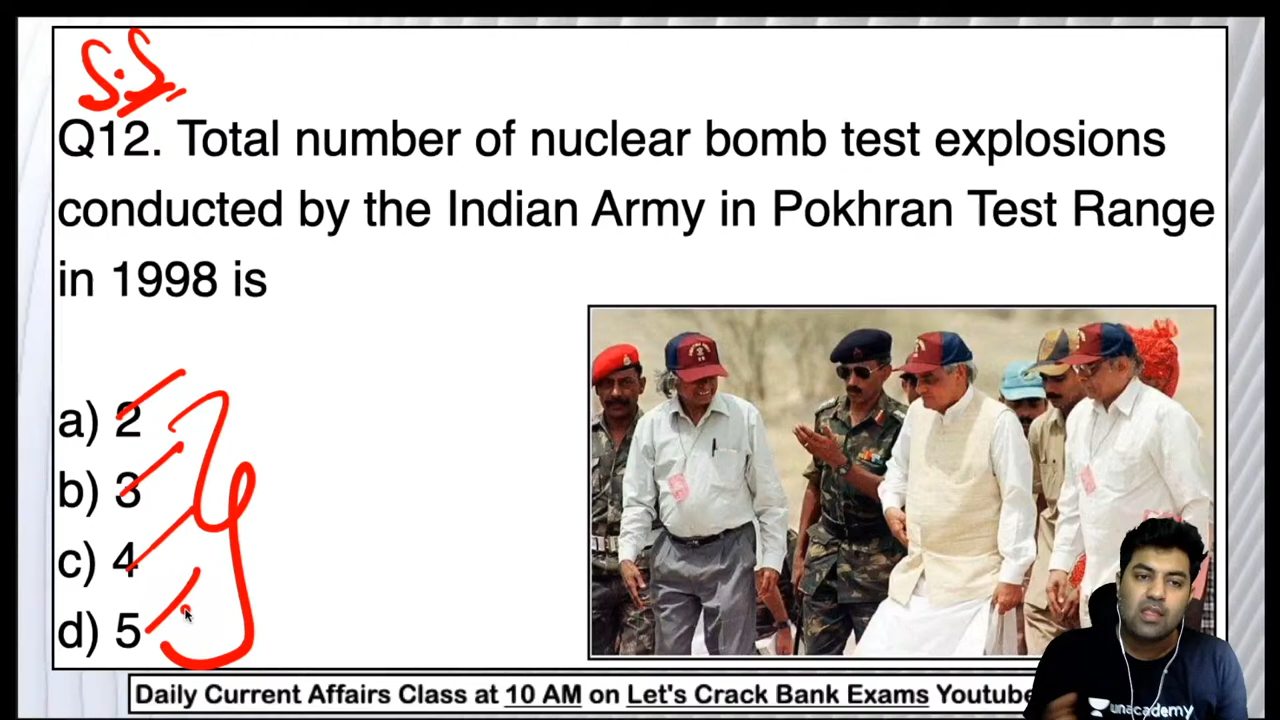 S.S.
Q12. Total number of nuclear bomb test explosions
conducted by the Indian Army in Pokhran Test Range
in 1998 is
a) 2
b) 3
c) 4
d) 5
Daily Current Affairs Class at 10 AM on Let's Crack Bank Exams Youtube
unacademy